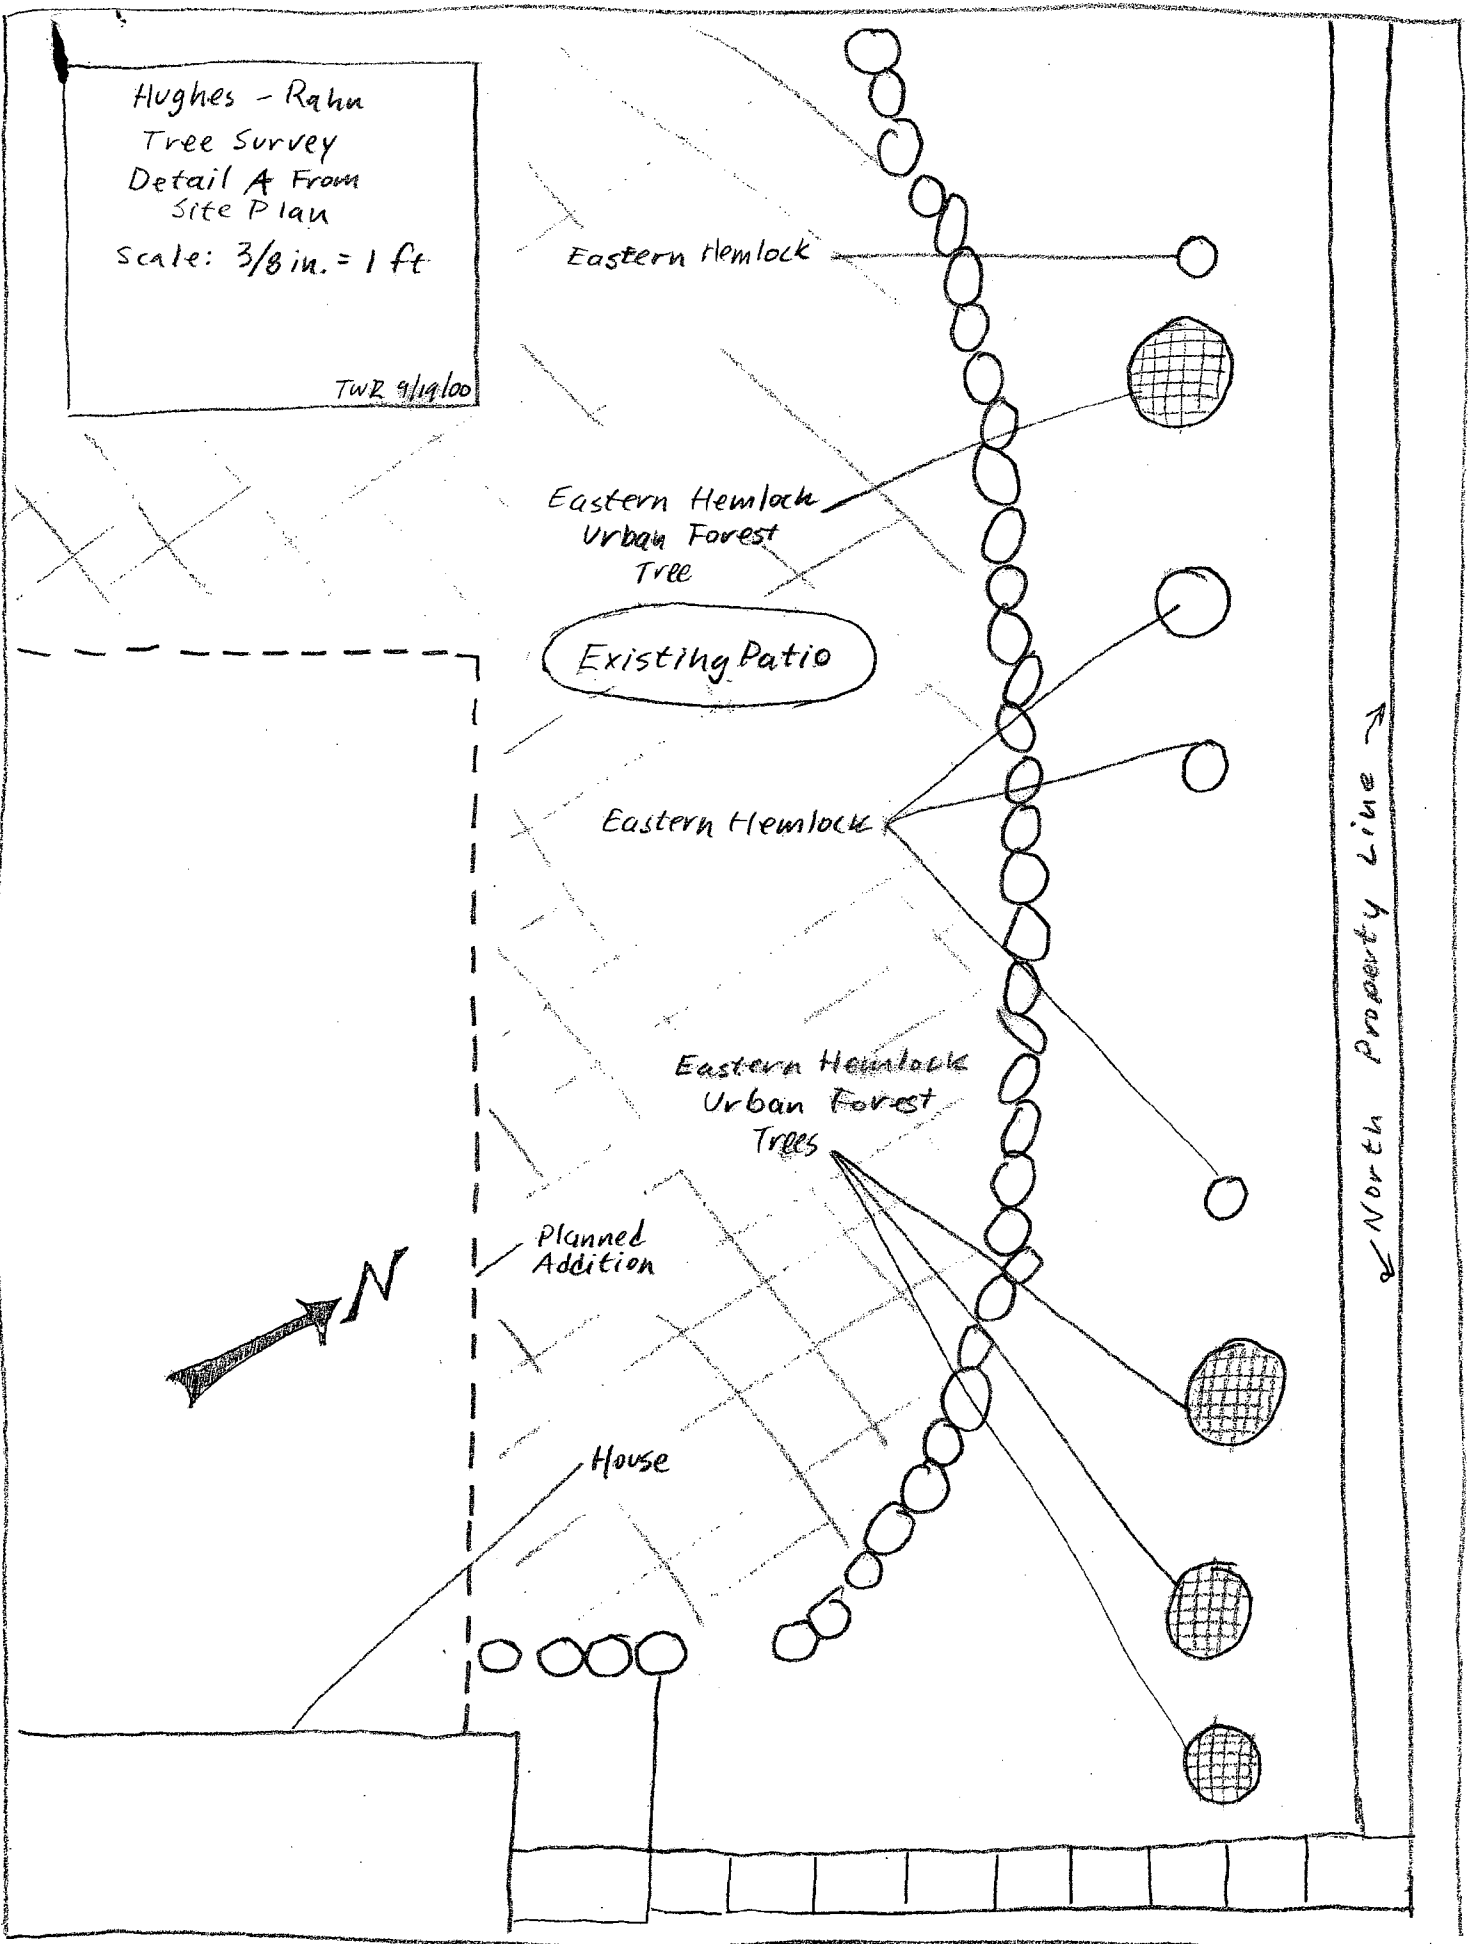 Hughes - Rahn
Tree Survey
Detail A From
Site Plan
Scale: 3/8 in. = 1 ft
TWR 9/19/00
Eastern Hemlock
Eastern Hemlock
Urban Forest
Tree
Existing Patio
Eastern Hemlock
North Property Line
Eastern Hemlock
Urban Forest
Trees
Planned
Addition
N
House